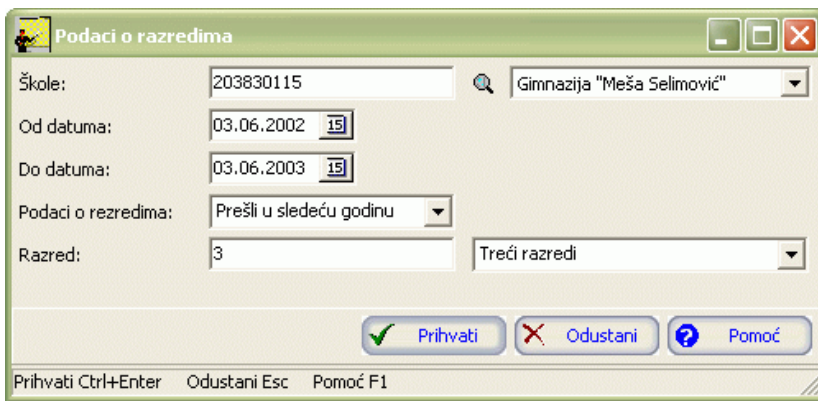 Podaci o razredima
Škole: 203830115 Gimnazija "Meša Selimović"
Od datuma: 03.06.2002 15
Do datuma: 03.06.2003 15
Podaci o rezredima: Prešli u sledeću godinu
Razred: 3 Treći razredi
Prihvati Odustani ? Pomoć
Prihvati Ctrl+Enter Odustani Esc Pomoć F1